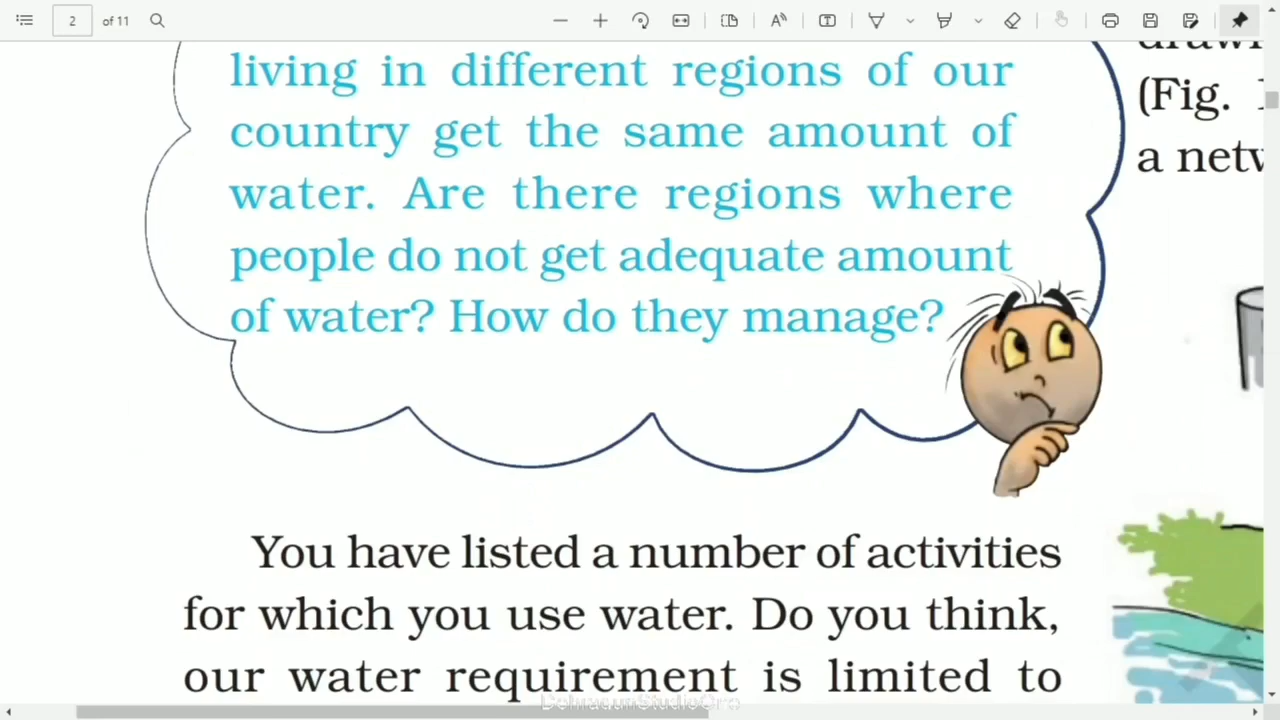 2 of 11
living in different regions of our
country get the same amount of
water. Are there regions where
people do not get adequate amount
of water? How do they manage?
You have listed a number of activities
for which you use water. Do you think,
our water requirement is limited to
(Fig.
a